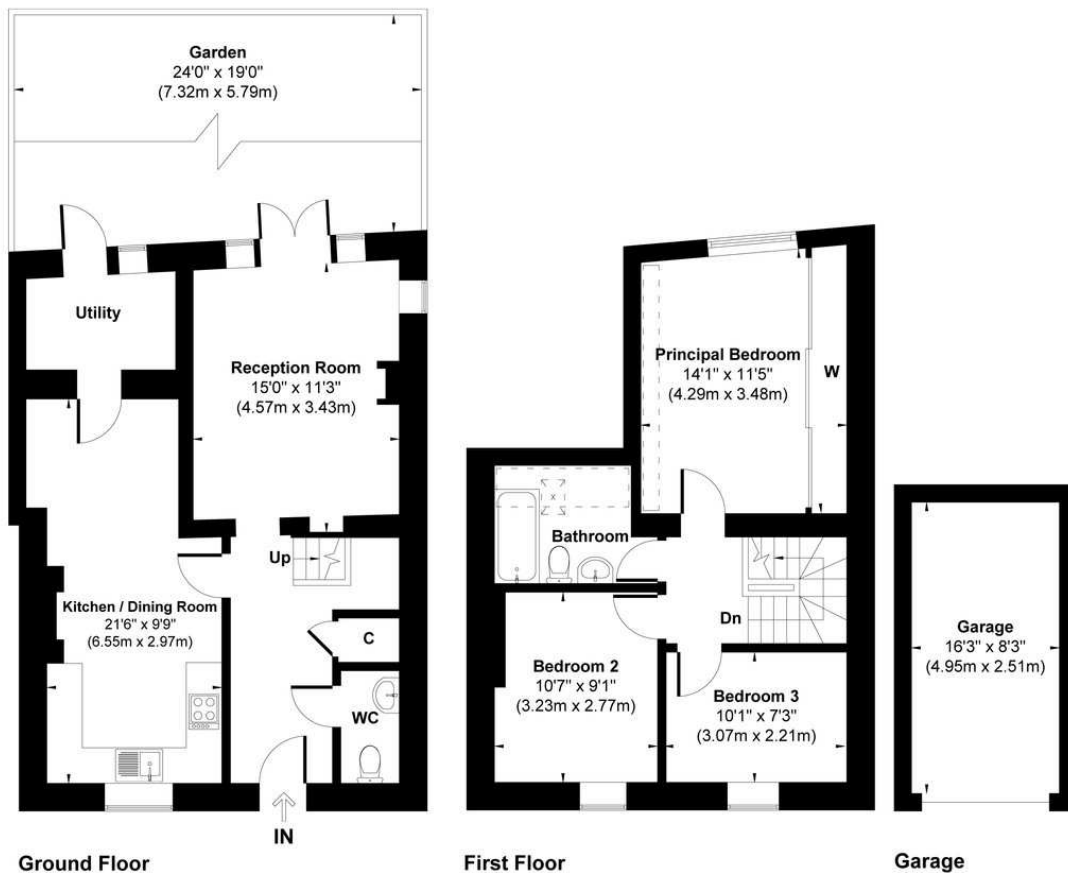 Garden
24'0" x 19'0"
(7.32m x 5.79m)
Utility
Reception Room
15'0" x 11'3"
(4.57m x 3.43m)
Up
Kitchen / Dining Room
21'6" x 9'9"
(6.55m x 2.97m)
C
WC
IN
Ground Floor
Principal Bedroom
14'1" x 11'5"
(4.29m x 3.48m)
W
Bathroom
x
Dn
Bedroom 2
10'7" x 9'1"
(3.23m x 2.77m)
Bedroom 3
10'1" x 7'3"
(3.07m x 2.21m)
First Floor
Garage
16'3" x 8'3"
(4.95m x 2.51m)
Garage